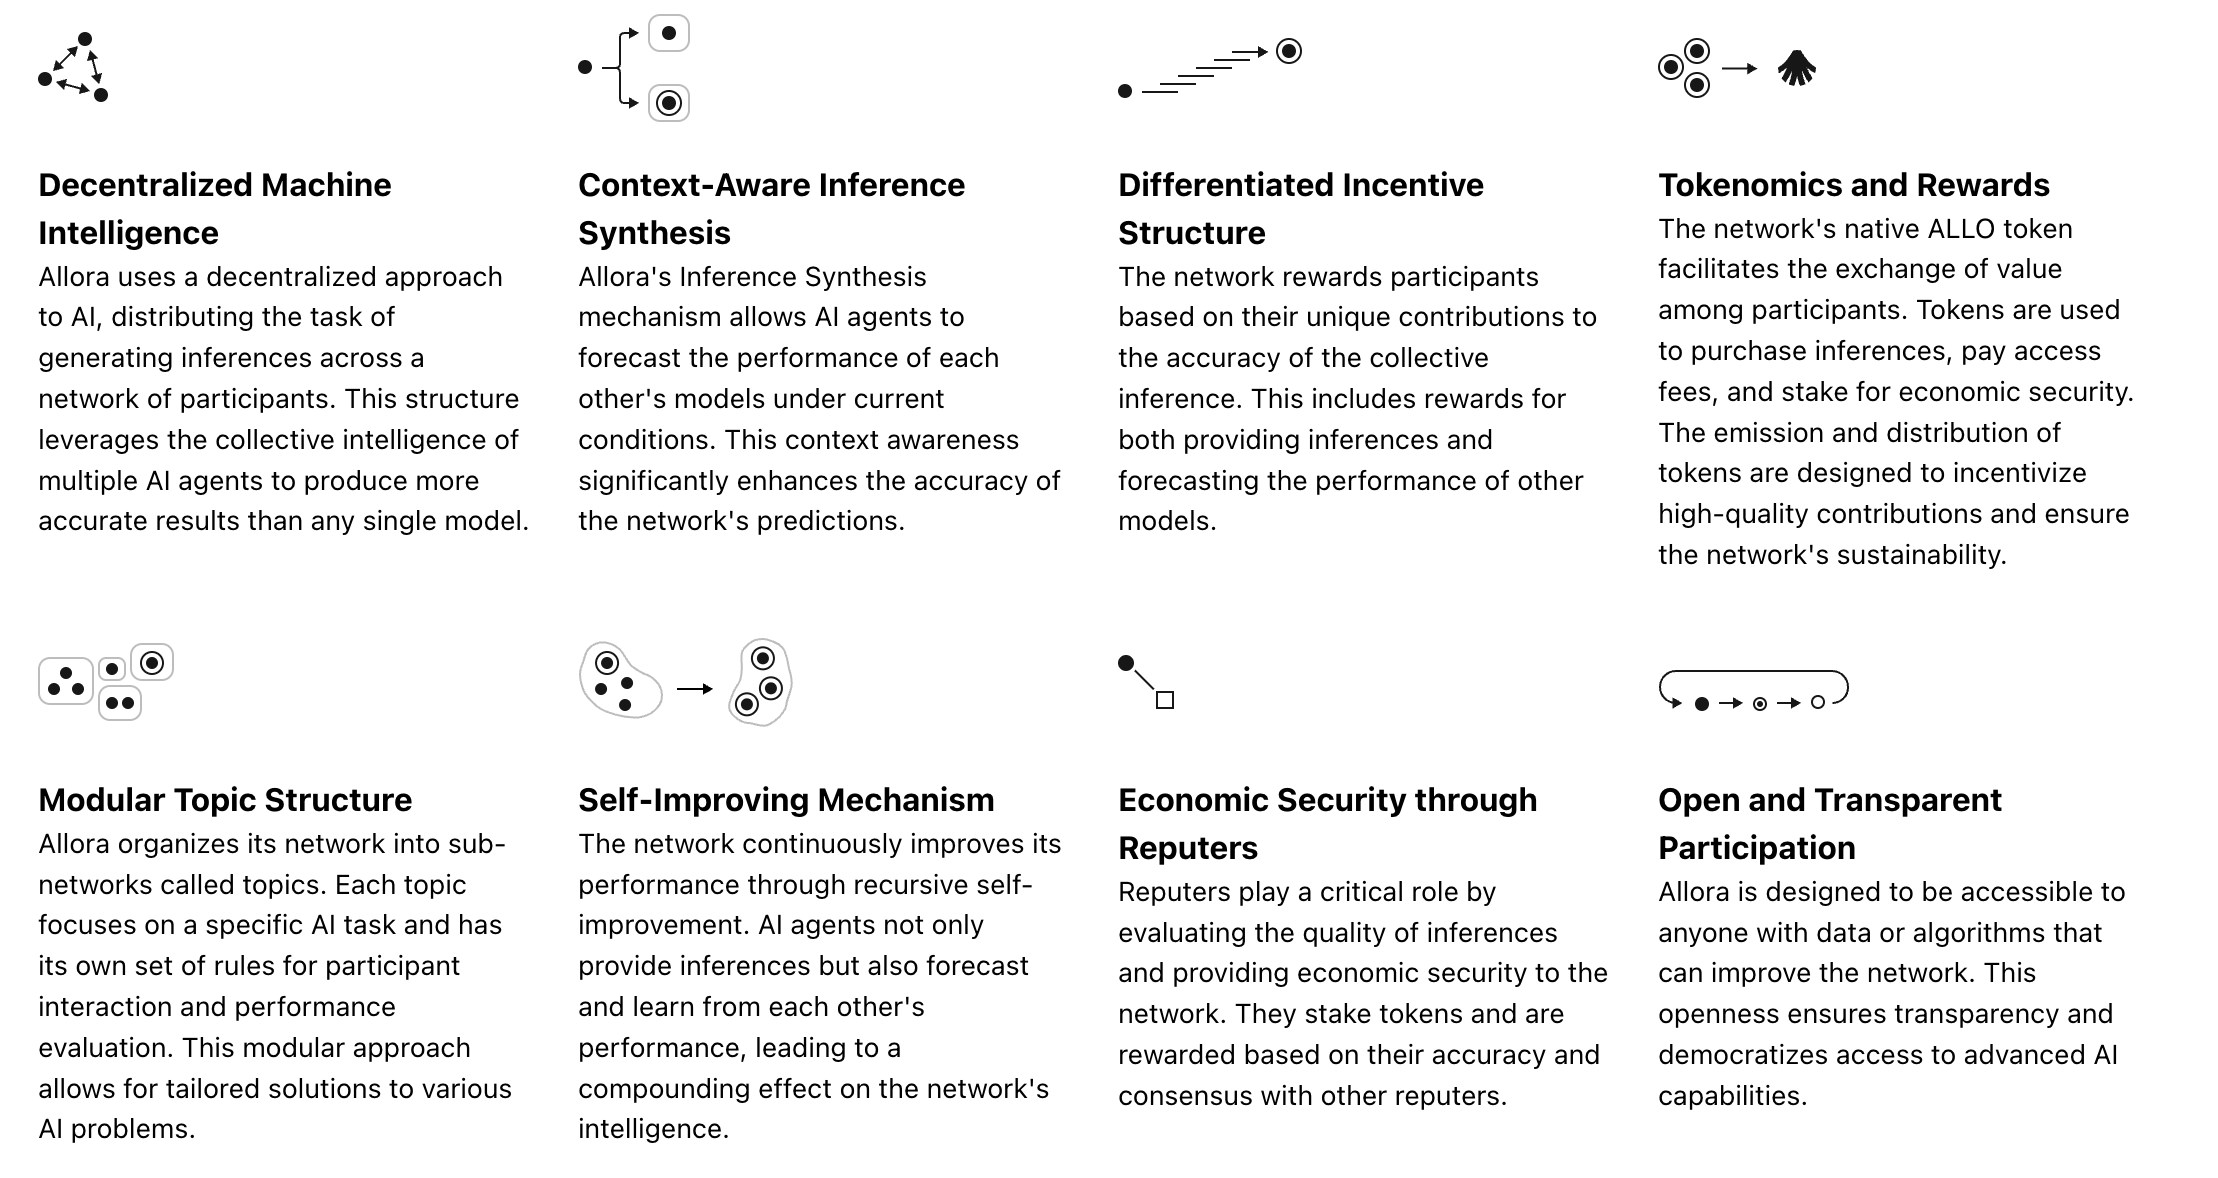 Decentralized Machine
Intelligence
Allora uses a decentralized approach
to AI, distributing the task of
generating inferences across a
network of participants. This structure
leverages the collective intelligence of
multiple AI agents to produce more
accurate results than any single model.
Context-Aware Inference
Synthesis
Allora's Inference Synthesis
mechanism allows AI agents to
forecast the performance of each
other's models under current
conditions. This context awareness
significantly enhances the accuracy of
the network's predictions.
Differentiated Incentive
Structure
The network rewards participants
based on their unique contributions to
the accuracy of the collective
inference. This includes rewards for
both providing inferences and
forecasting the performance of other
models.
Tokenomics and Rewards
The network's native ALLO token
facilitates the exchange of value
among participants. Tokens are used
to purchase inferences, pay access
fees, and stake for economic security.
The emission and distribution of
tokens are designed to incentivize
high-quality contributions and ensure
the network's sustainability.
Modular Topic Structure
Allora organizes its network into sub-
networks called topics. Each topic
focuses on a specific AI task and has
its own set of rules for participant
interaction and performance
evaluation. This modular approach
allows for tailored solutions to various
AI problems.
Self-Improving Mechanism
The network continuously improves its
performance through recursive self-
improvement. AI agents not only
provide inferences but also forecast
and learn from each other's
performance, leading to a
compounding effect on the network's
intelligence.
Economic Security through
Reputers
Reputers play a critical role by
evaluating the quality of inferences
and providing economic security to the
network. They stake tokens and are
rewarded based on their accuracy and
consensus with other reputers.
Open and Transparent
Participation
Allora is designed to be accessible to
anyone with data or algorithms that
can improve the network. This
openness ensures transparency and
democratizes access to advanced AI
capabilities.